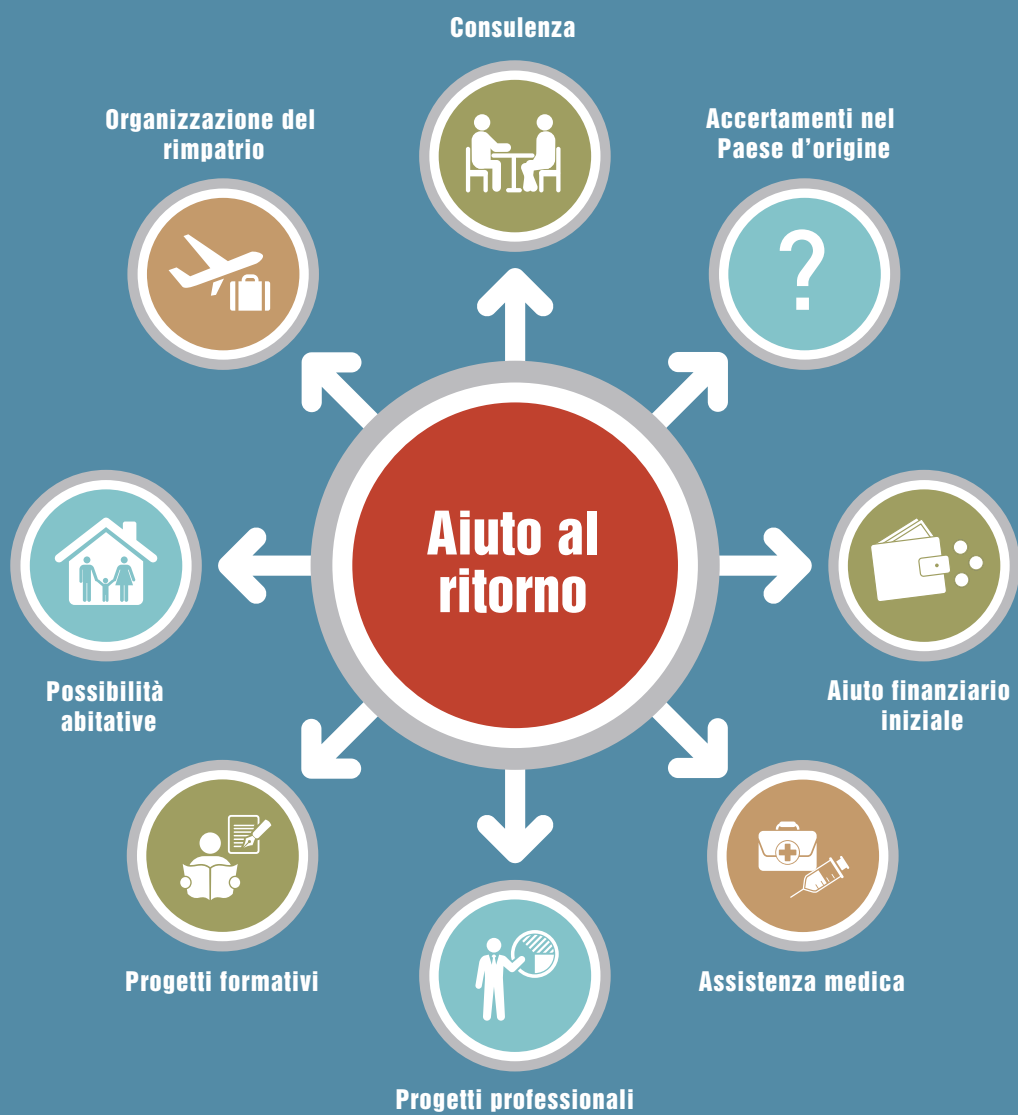 Consulenza
Organizzazione del
rimpatrio
Accertamenti nel
Paese d’origine
?
Aiuto al
ritorno
Possibilità
abitative
Aiuto finanziario
iniziale
Progetti formativi
Assistenza medica
Progetti professionali